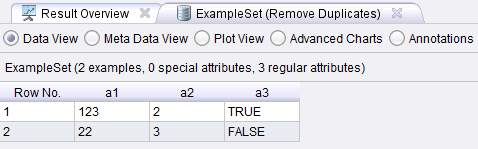 Result Overview ExampleSet (Remove Duplicates)
Data View Meta Data View Plot View Advanced Charts Annotations
ExampleSet (2 examples, 0 special attributes, 3 regular attributes)
Row No. a1 a2 a3
1 123 2 TRUE
2 22 3 FALSE